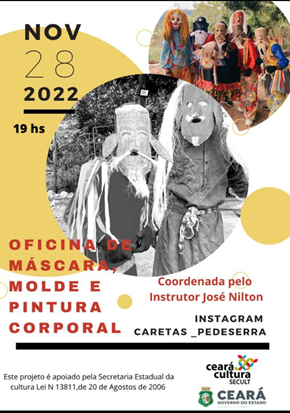 NOV
28
2022
19 hs
OFICINA DE
MÁSCARA,
MOLDE E
PINTURA
CORPORAL
Coordenada pelo
Instrutor José Nilton
INSTAGRAM
CARETAS _PEDESERRA
Este projeto é apoiado pela Secretaria Estadual da
cultura Lei N 13811,de 20 de Agostos de 2006
ceará
cultura
SECULT
CEARÁ
GOVERNO DO ESTADO